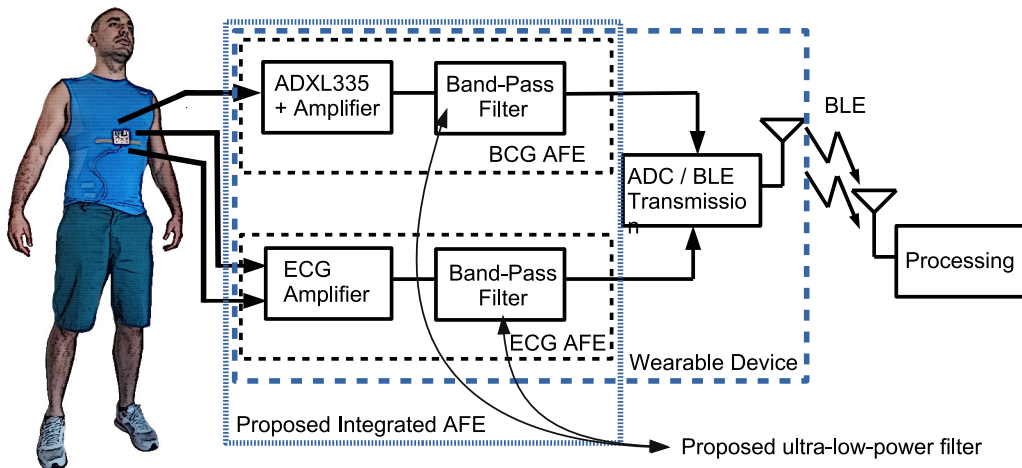 ADXL335
+ Amplifier
Band-Pass
Filter
BCG AFE
BLE
ADC / BLE
Transmissio
n
ECG
Amplifier
Band-Pass
Filter
ECG AFE
Processing
Wearable Device
Proposed Integrated AFE
Proposed ultra-low-power filter